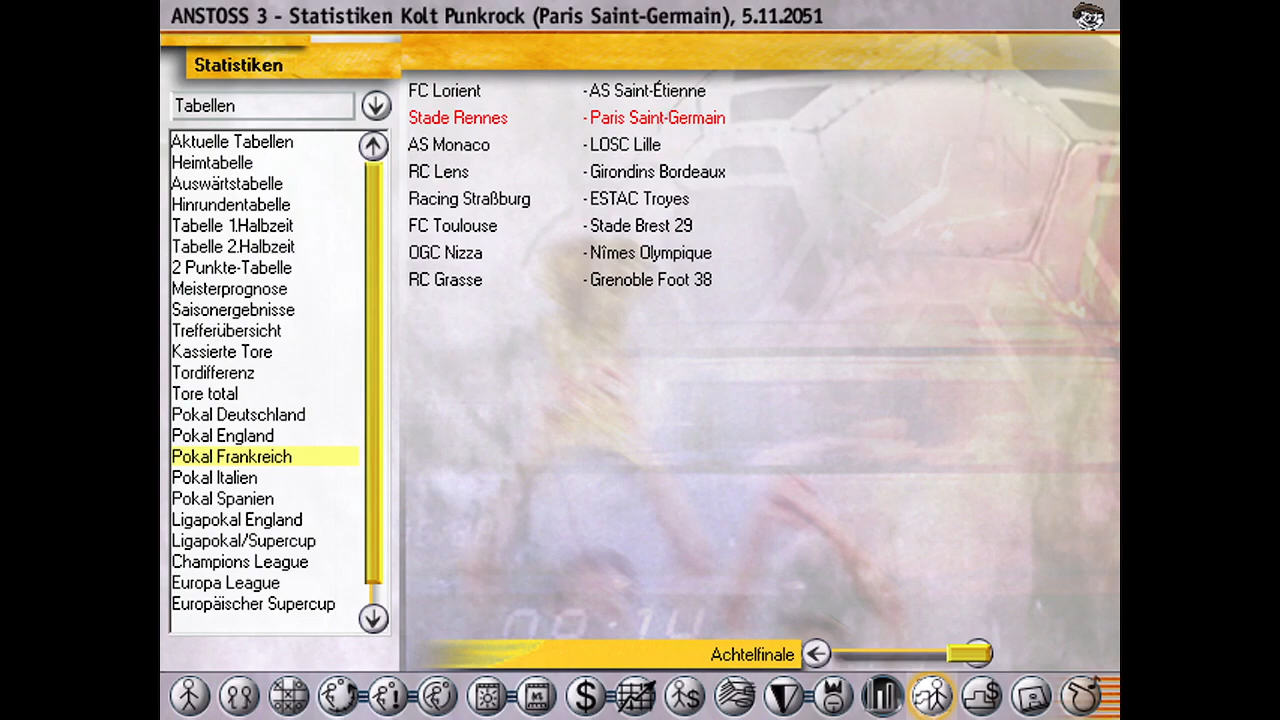 ANSTOSS 3 - Statistiken Kolt Punkrock (Paris Saint-Germain), 5.11.2051
Statistiken
Tabellen
Aktuelle Tabellen
Heimtabelle
Auswärtstabelle
Hinrundentabelle
Tabelle 1.Halbzeit
Tabelle 2.Halbzeit
2 Punkte-Tabelle
Meisterprognose
Saisonergebnisse
Trefferübersicht
Kassierte Tore
Tordifferenz
Tore total
Pokal Deutschland
Pokal England
Pokal Frankreich
Pokal Italien
Pokal Spanien
Ligapokal England
Ligapokal/Supercup
Champions League
Europa League
Europäischer Supercup
FC Lorient - AS Saint-Étienne
Stade Rennes - Paris Saint-Germain
AS Monaco - LOSC Lille
RC Lens - Girondins Bordeaux
Racing Straßburg - ESTAC Troyes
FC Toulouse - Stade Brest 29
OGC Nizza - Nîmes Olympique
RC Grasse - Grenoble Foot 38
08:14
Achtelfinale